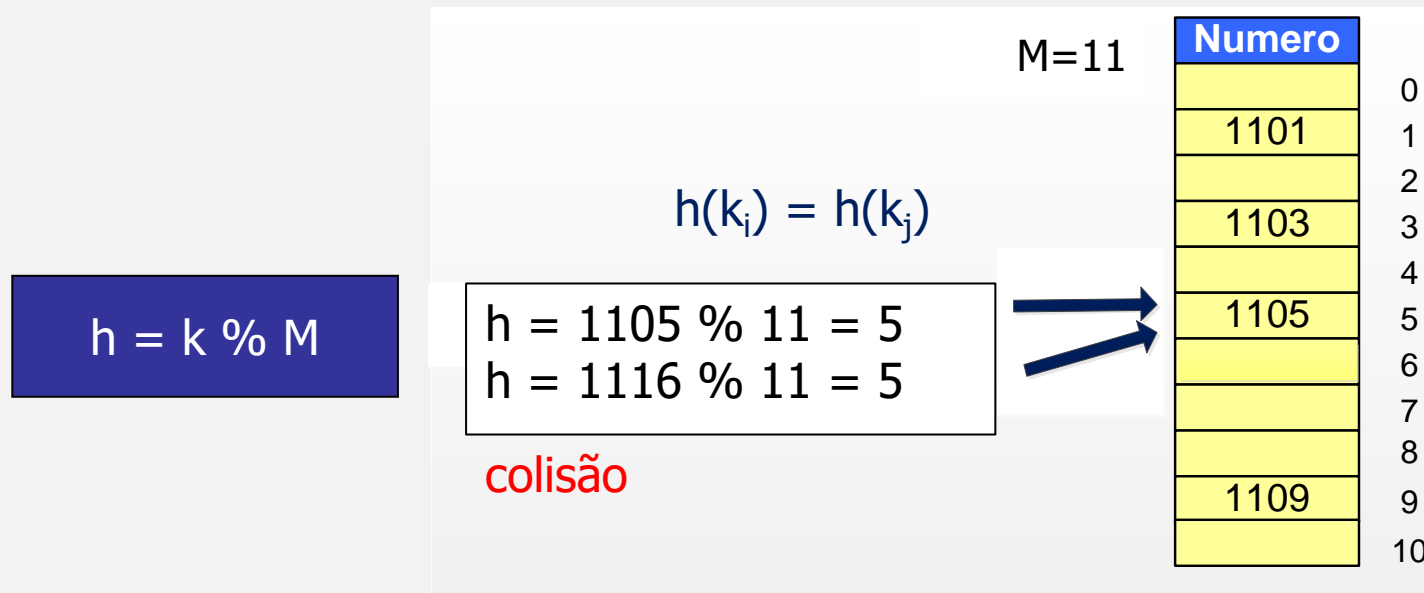 M=11
Numero
0
1101 1
2
h(kᵢ) = h(kⱼ)
1103 3
4
h = k % M
h = 1105 % 11 = 5
h = 1116 % 11 = 5
1105 5
6
7
8
colisão
1109 9
10